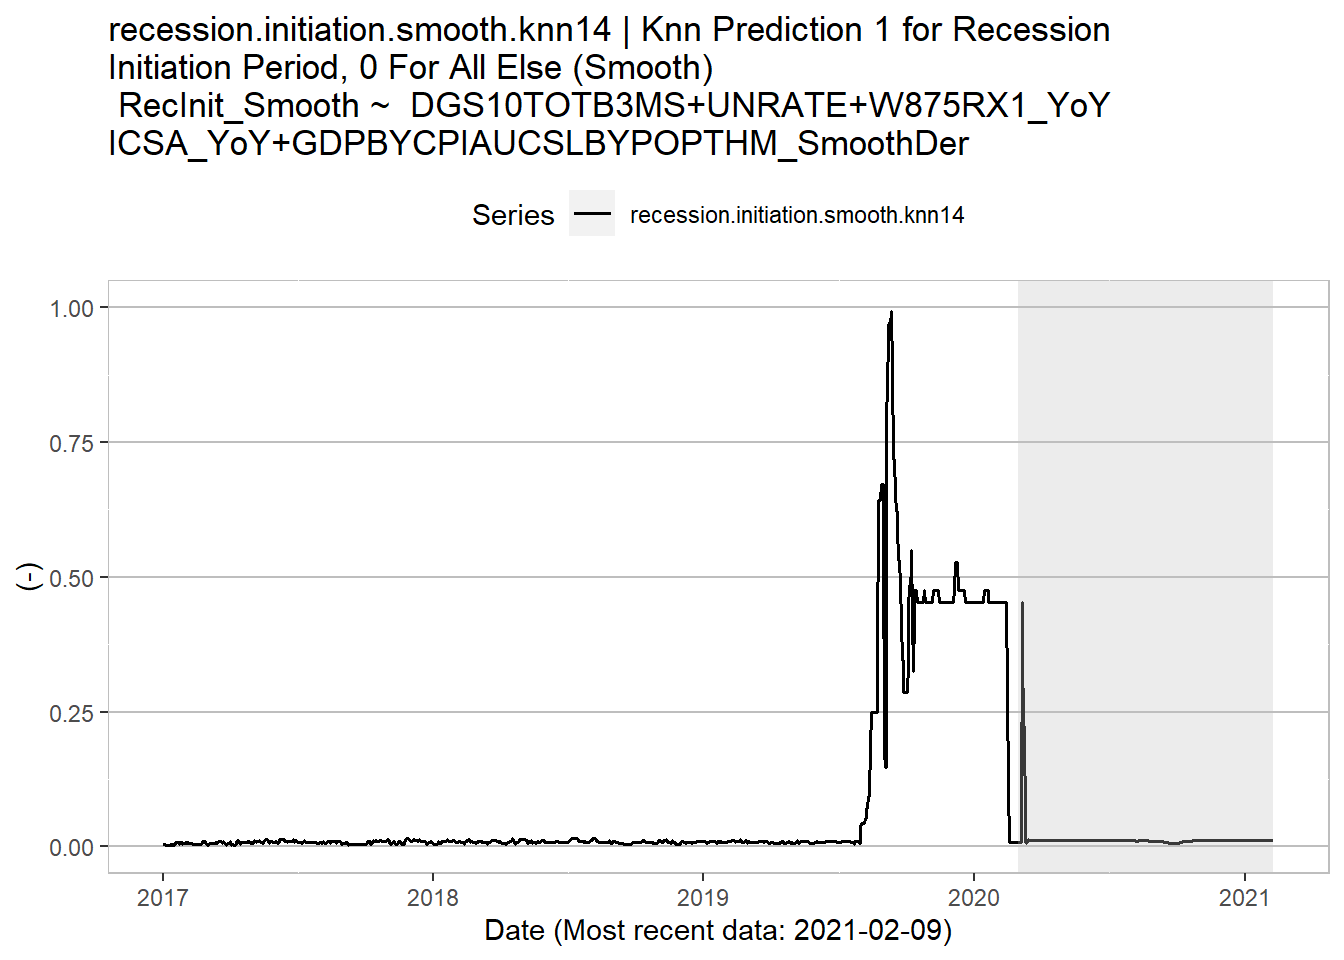 recession.initiation.smooth.knn14 | Knn Prediction 1 for Recession
Initiation Period, 0 For All Else (Smooth)
RecInit_Smooth ~ DGS10TOTB3MS+UNRATE+W875RX1_YoY
ICSA_YoY+GDPBYCPIAUCSLBYPOPTHM_SmoothDer
Series recession.initiation.smooth.knn14
1.00
0.75
0.50
0.25
0.00
(-)
2017 2018 2019 2020 2021
Date (Most recent data: 2021-02-09)